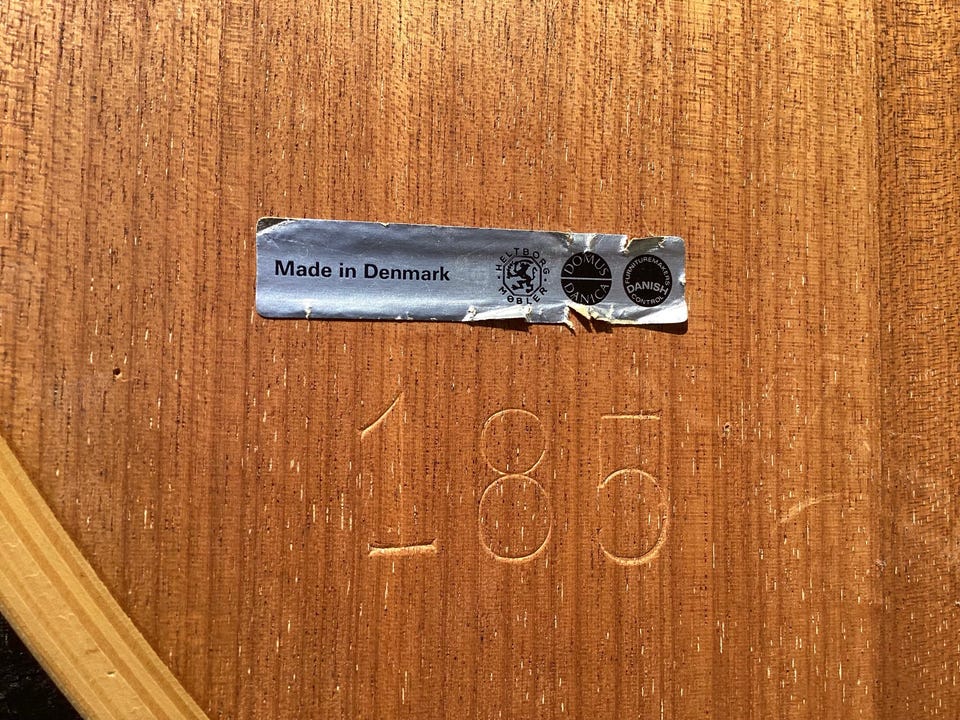 Made in Denmark
HELTBORG MØBLER
DOMUS
DANICA
FURNITUREMAKERS
DANISH
CONTROL
185